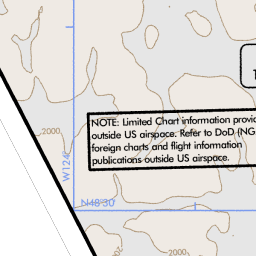 2000
NOTE: Limited Chart information
outside US airspace. Refer to DoD (NG
foreign charts and flight information
publications outside US airspace.
2000
W124°
N48°30'
2000